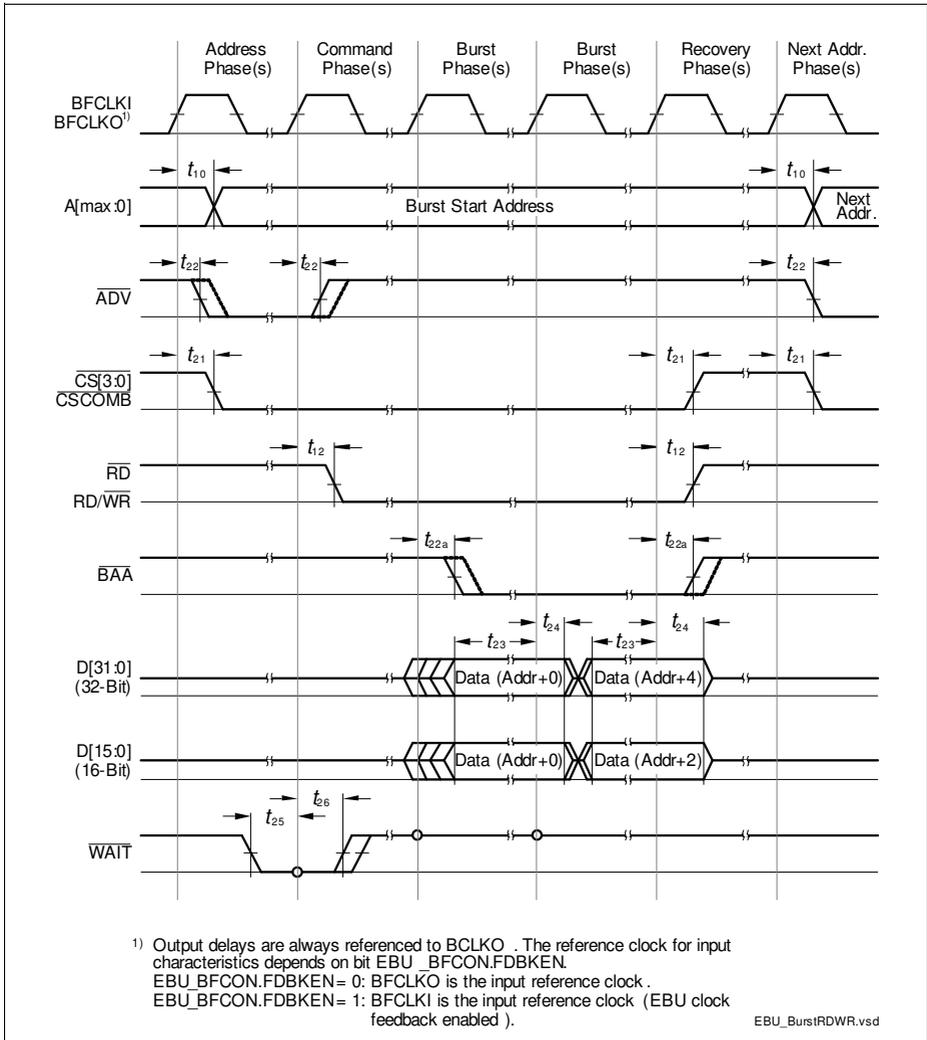 Address Phase(s)
Command Phase(s)
Burst Phase(s)
Burst Phase(s)
Recovery Phase(s)
Next Addr. Phase(s)
BFCLKI
BFCLKO1)
t10
t10
A[max:0]
Burst Start Address
Next Addr.
t22
t22
t22
ADV
t21
t21
t21
CS[3:0]
CSCOMB
t12
t12
RD
RD/WR
t22a
t22a
BAA
t24
t24
t23
t23
D[31:0]
(32-Bit)
Data (Addr+0)
Data (Addr+4)
D[15:0]
(16-Bit)
Data (Addr+0)
Data (Addr+2)
t26
t25
WAIT
1) Output delays are always referenced to BCLKO . The reference clock for input
characteristics depends on bit EBU _BFCON.FDBKEN.
EBU_BFCON.FDBKEN= 0: BFCLKO is the input reference clock .
EBU_BFCON.FDBKEN= 1: BFCLKI is the input reference clock (EBU clock
feedback enabled ).
EBU_BurstRDWR.vsd